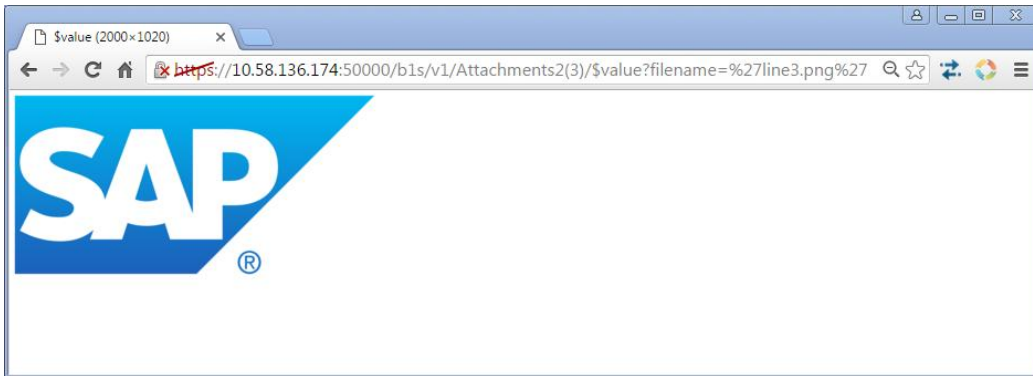 $value (2000×1020)
https://10.58.136.174:50000/b1s/v1/Attachments2(3)/$value?filename=%27line3.png%27
SAP
®